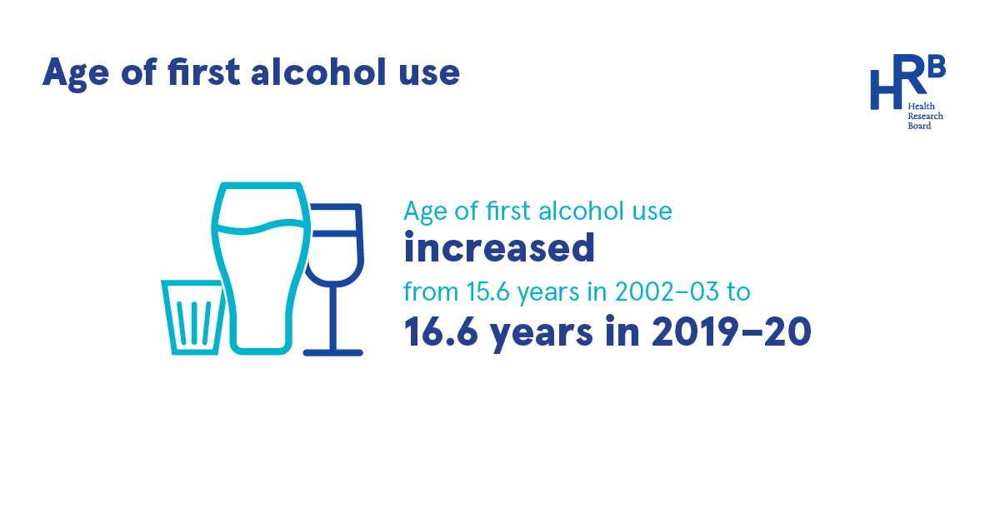 Age of first alcohol use
HRB
Health
Research
Board
Age of first alcohol use
increased
from 15.6 years in 2002–03 to
16.6 years in 2019–20